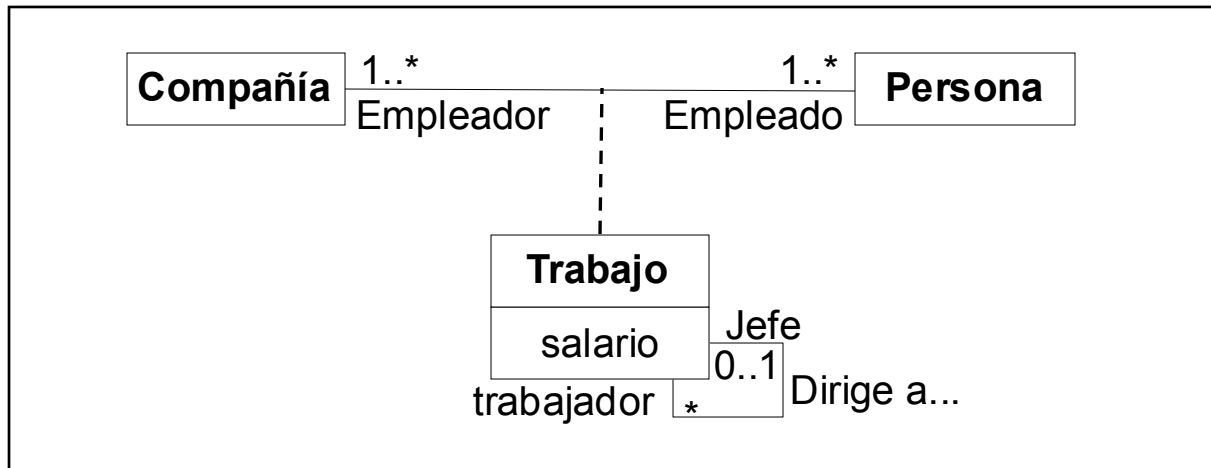 Compañía
1..*
Empleador
1..*
Empleado
Persona
Trabajo
salario
Jefe
0..1
Dirige a...
trabajador
*